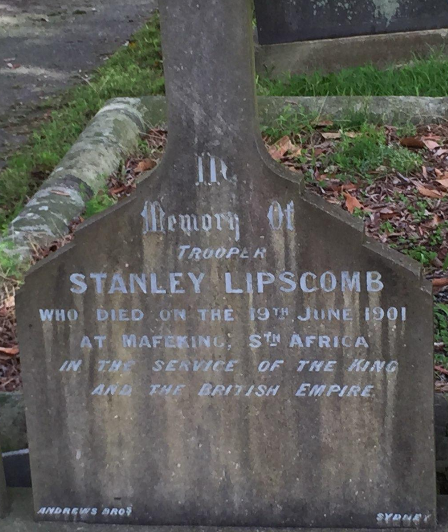 In
Memory Of
TROOPER
STANLEY LIPSCOMB
WHO DIED ON THE 19TH JUNE 1901
AT MAFEKING STH AFRICA
IN THE SERVICE OF THE KING
AND THE BRITISH EMPIRE
ANDREWS BROS SYDNEY